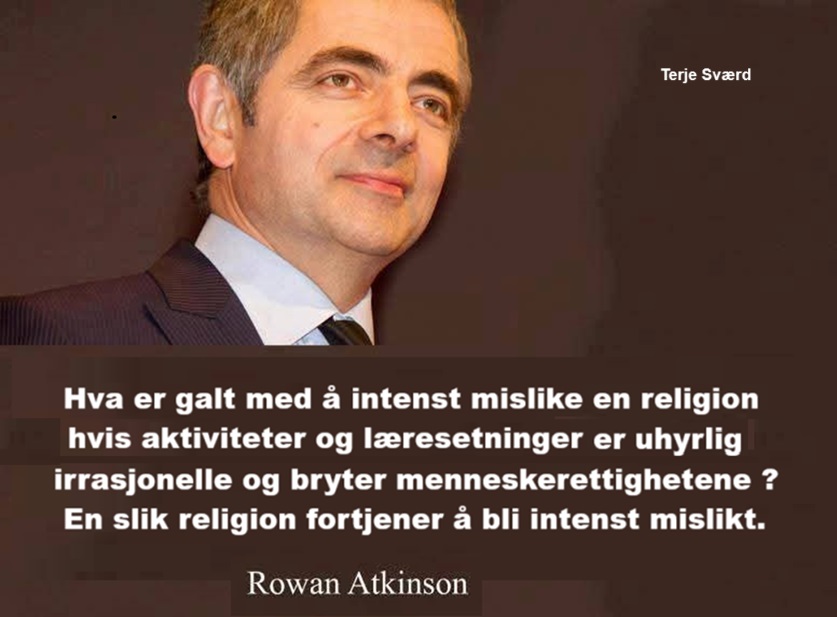 Terje Sværd
Hva er galt med å intenst mislike en religion
hvis aktiviteter og læresetninger er uhyrlig
irrasjonelle og bryter menneskerettighetene ?
En slik religion fortjener å bli intenst mislikt.
Rowan Atkinson